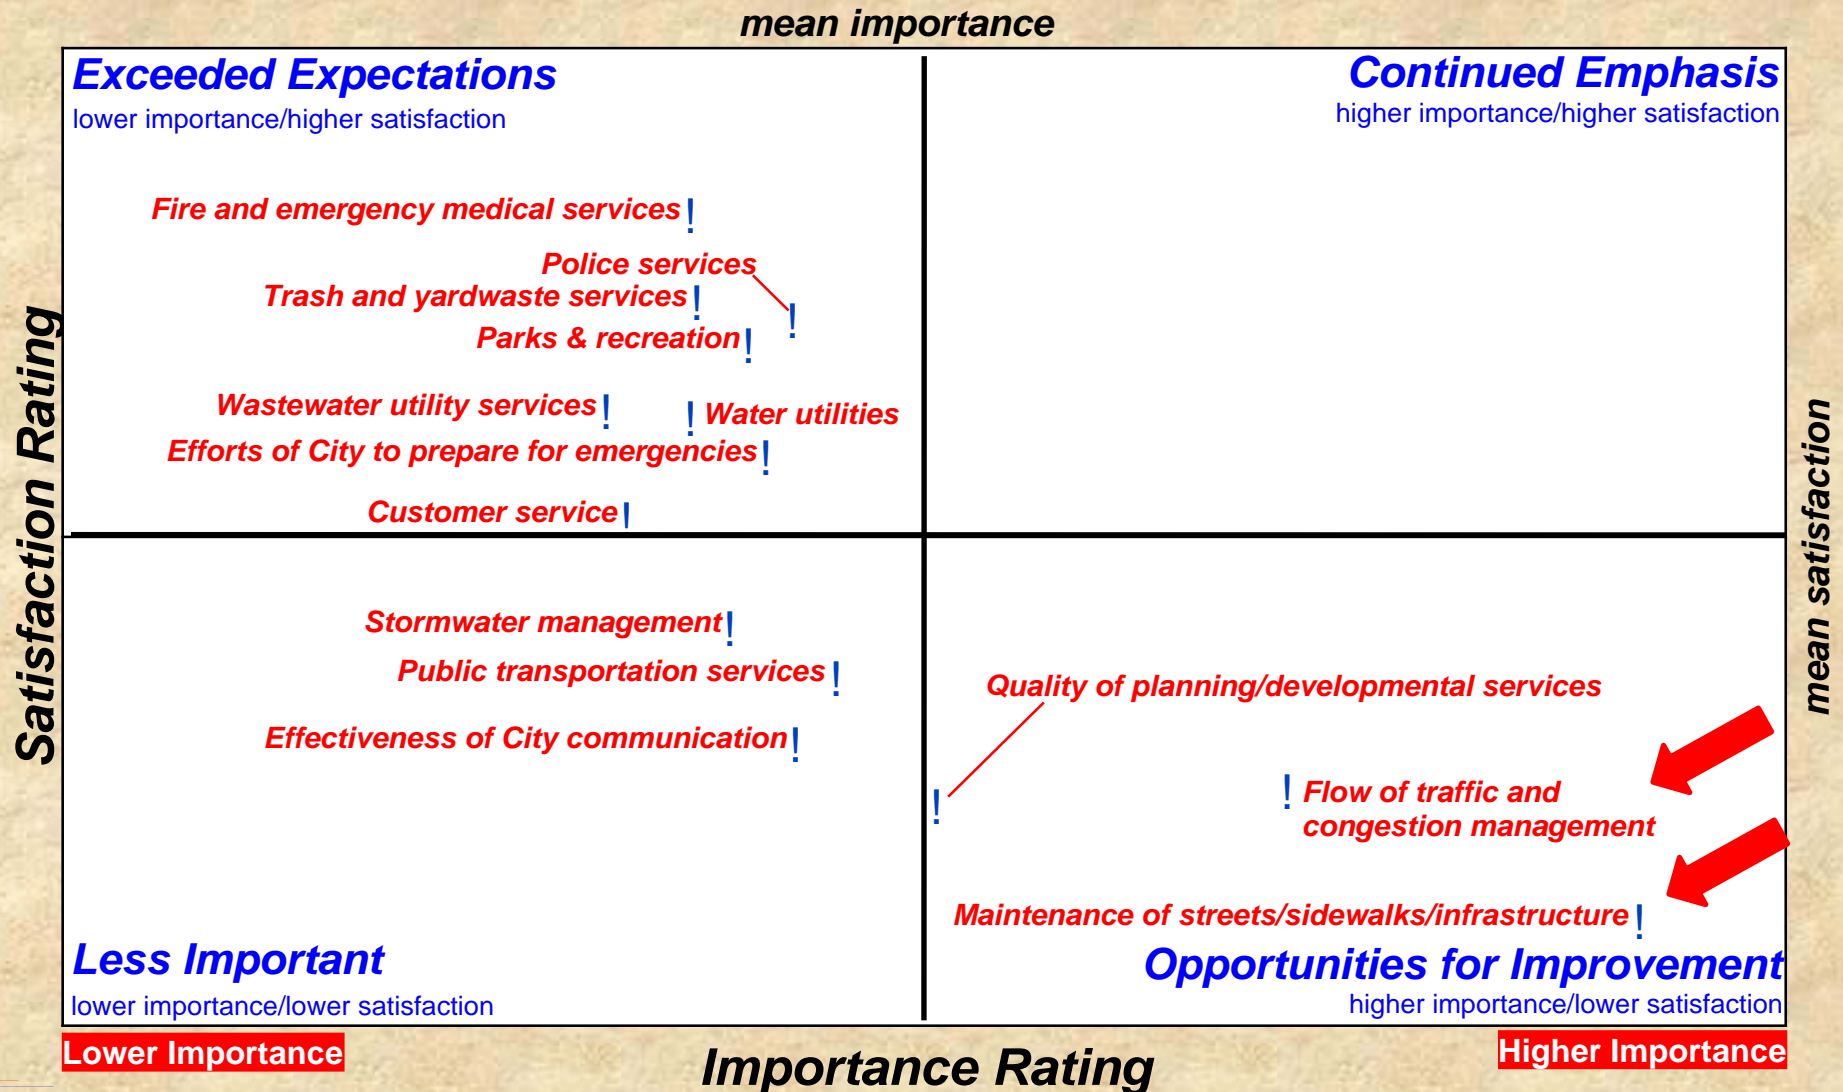 mean importance
Exceeded Expectations
lower importance/higher satisfaction
Continued Emphasis
higher importance/higher satisfaction
Fire and emergency medical services!
Police services
!
Trash and yardwaste services!
Parks & recreation!
Wastewater utility services!
! Water utilities
Efforts of City to prepare for emergencies!
Customer service!
Satisfaction Rating
mean satisfaction
Stormwater management!
Public transportation services!
Effectiveness of City communication!
Quality of planning/developmental services
!
! Flow of traffic and
congestion management
Maintenance of streets/sidewalks/infrastructure!
Less Important
lower importance/lower satisfaction
Opportunities for Improvement
higher importance/lower satisfaction
Lower Importance
Importance Rating
Higher Importance